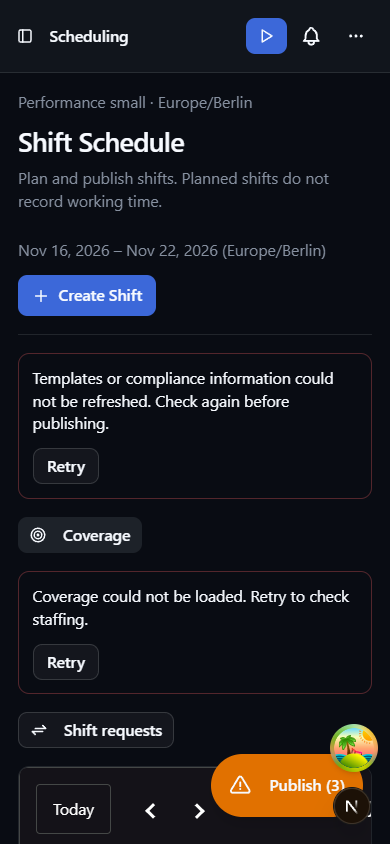 Scheduling
Performance small · Europe/Berlin
Shift Schedule
Plan and publish shifts. Planned shifts do not
record working time.
Nov 16, 2026 – Nov 22, 2026 (Europe/Berlin)
Create Shift
Templates or compliance information could
not be refreshed. Check again before
publishing.
Retry
Coverage
Coverage could not be loaded. Retry to check
staffing.
Retry
Shift requests
Publish (3)
N
Today